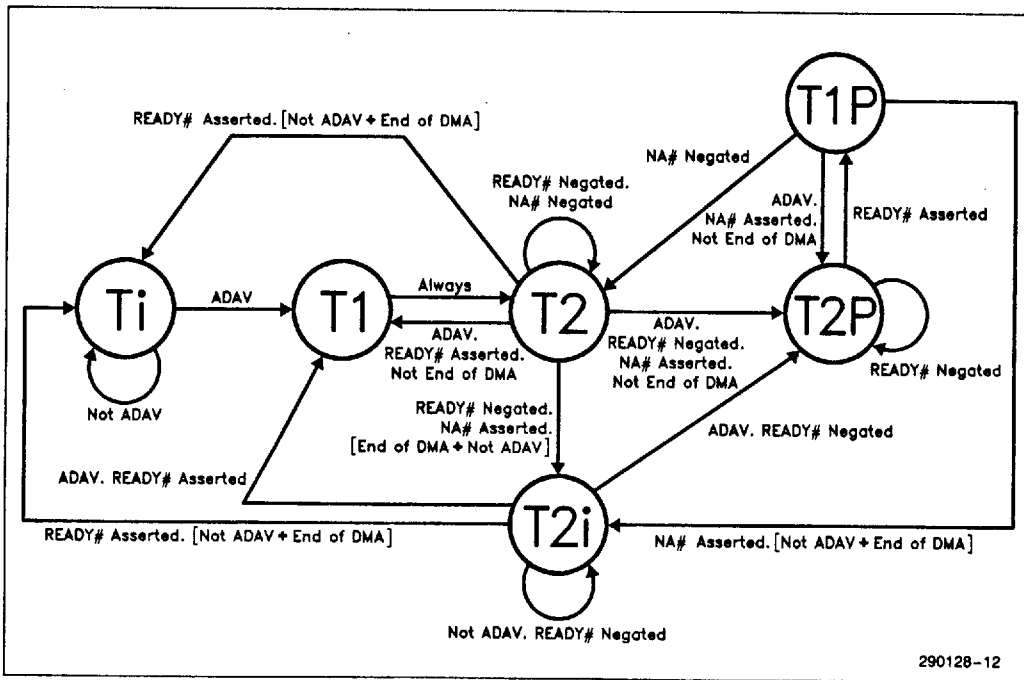 T1P
READY# Asserted. [Not ADAV + End of DMA]
NA# Negated
READY# Negated.
NA# Negated
ADAV.
NA# Asserted.
Not End of DMA
READY# Asserted
Ti
ADAV
T1
Always
T2
T2P
ADAV.
READY# Asserted.
Not End of DMA
ADAV.
READY# Negated.
NA# Asserted.
Not End of DMA
READY# Negated
Not ADAV
READY# Negated.
NA# Asserted.
[End of DMA + Not ADAV]
ADAV. READY# Negated
ADAV. READY# Asserted
T2i
READY# Asserted. [Not ADAV + End of DMA]
NA# Asserted. [Not ADAV + End of DMA]
Not ADAV. READY# Negated
290128-12